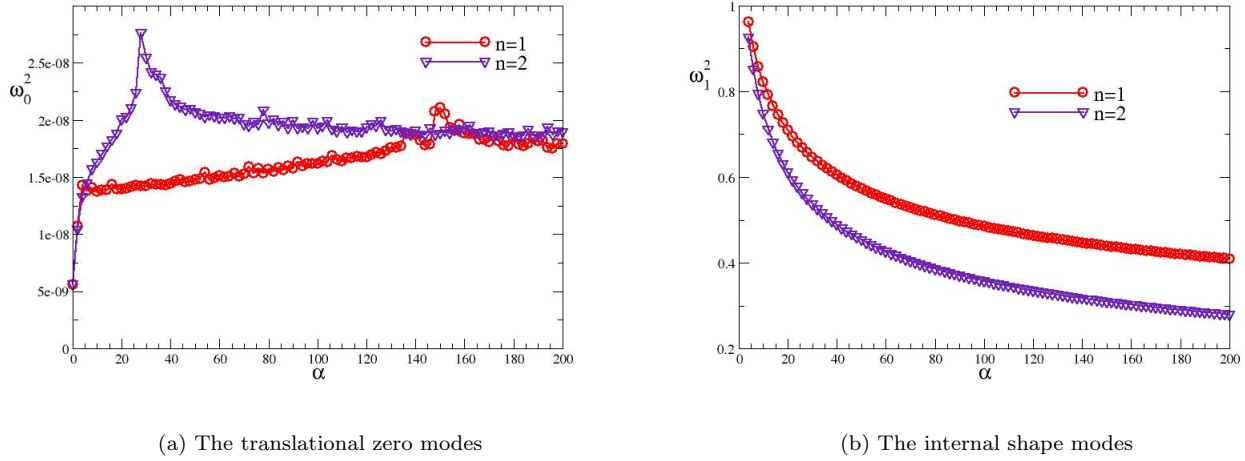 n=1
n=2
2.5e-08
ω₀²
2e-08
1.5e-08
1e-08
5e-09
0
0 20 40 60 80 100 120 140 160 180 200
α
(a) The translational zero modes
1
ω₁²
n=1
n=2
0.8
0.6
0.4
0.2
0 20 40 60 80 100 120 140 160 180 200
α
(b) The internal shape modes